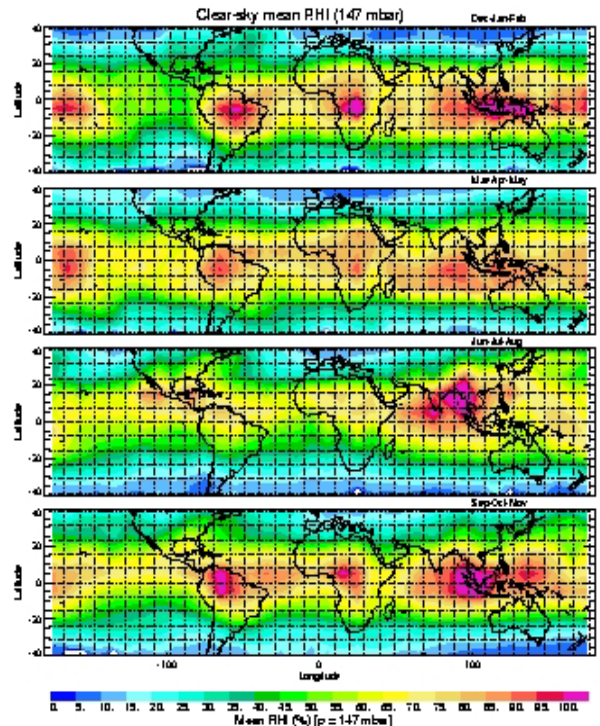 Clear-sky mean RHI (147 mbar)
Dec-Jan-Feb
40
20
0
-20
-40
Latitude
Mar-Apr-May
40
20
0
-20
-40
Latitude
Jun-Jul-Aug
40
20
0
-20
-40
Latitude
Sep-Oct-Nov
40
20
0
-20
-40
Latitude
-100 0 100
Longitude
0. 5. 10. 15. 20. 25. 30. 35. 40. 45. 50. 55. 60. 65. 70. 75. 80. 85. 90. 95. 100.
Mean RHI (%) [p = 147 mbar]